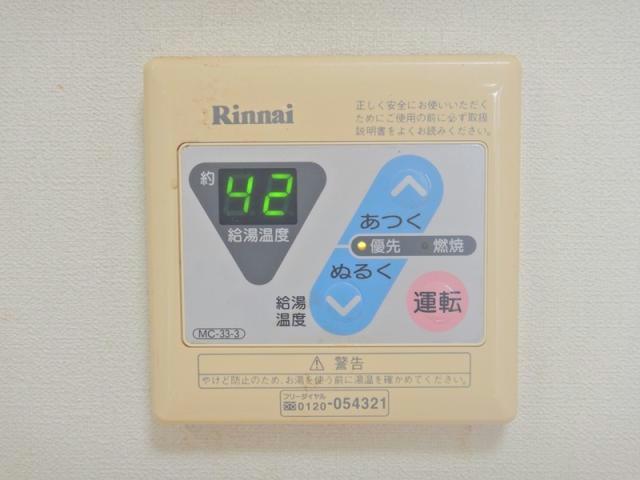 Rinnai
正しく安全にお使いいただく
ためにご使用の前に必ず取扱
説明書をよくお読みください。
約 42
給湯温度
あつく
優先 燃焼
ぬるく
給湯
温度
運転
MC-33-3
⚠ 警告
やけど防止のため、お湯を使う前に湯温を確かめてください。
フリーダイヤル
0120-054321